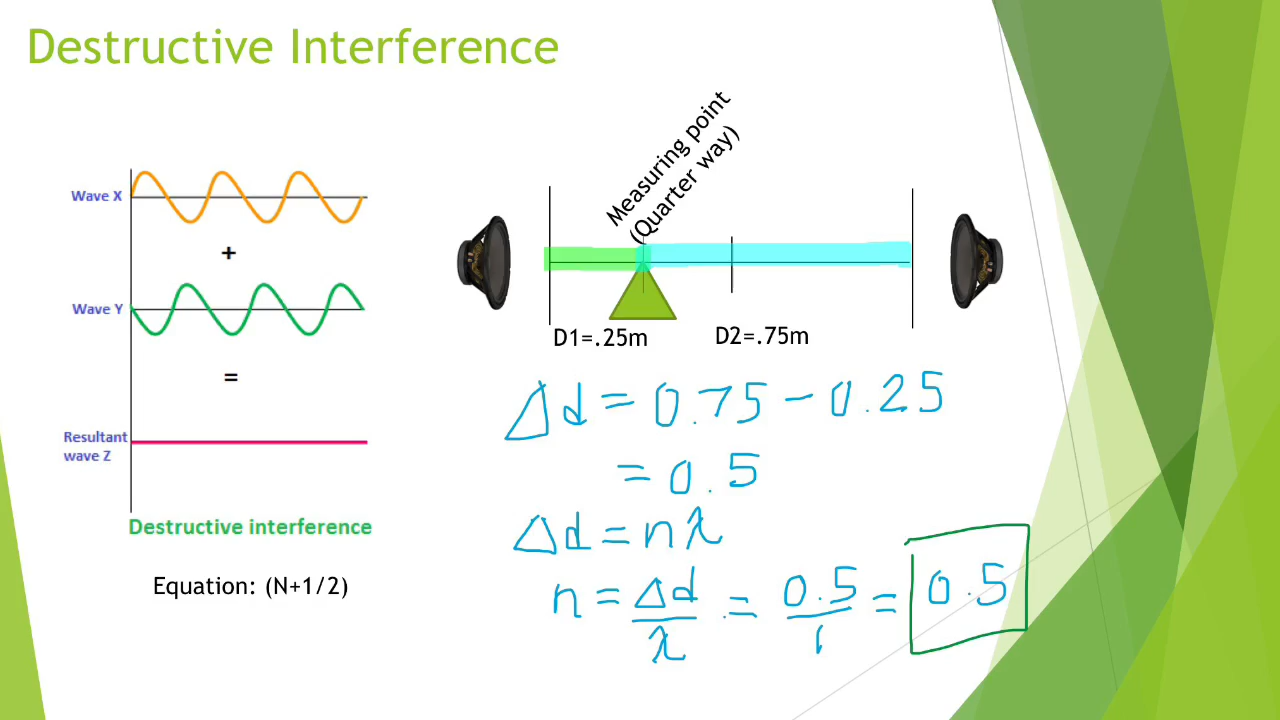 Destructive Interference
Wave X
+
Wave Y
=
Resultant
wave Z
Destructive interference
Equation: (N+1/2)
Measuring point
(Quarter way)
D1=.25m
D2=.75m
Δd = 0.75 - 0.25
= 0.5
Δd = nλ
n = Δd/λ = 0.5/1 = 0.5